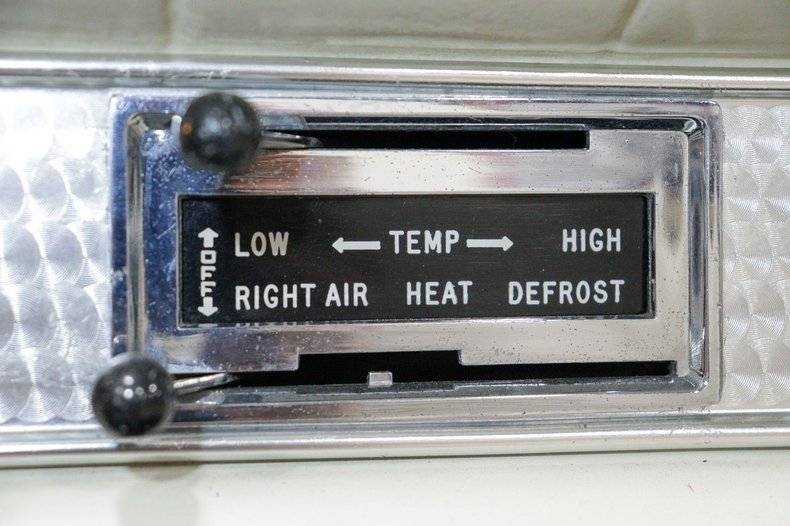 OFF
LOW ← TEMP → HIGH
RIGHT AIR HEAT DEFROST